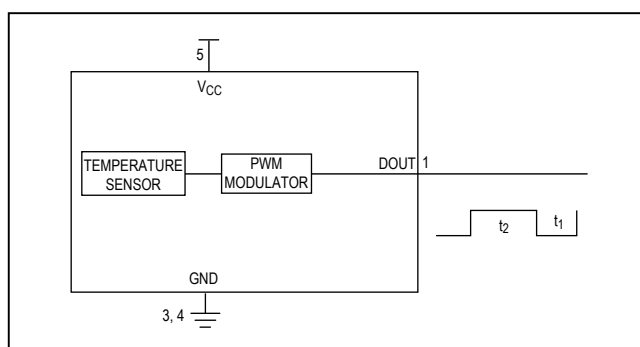 5
VCC
TEMPERATURE
SENSOR
PWM
MODULATOR
DOUT 1
t2
t1
GND
3, 4